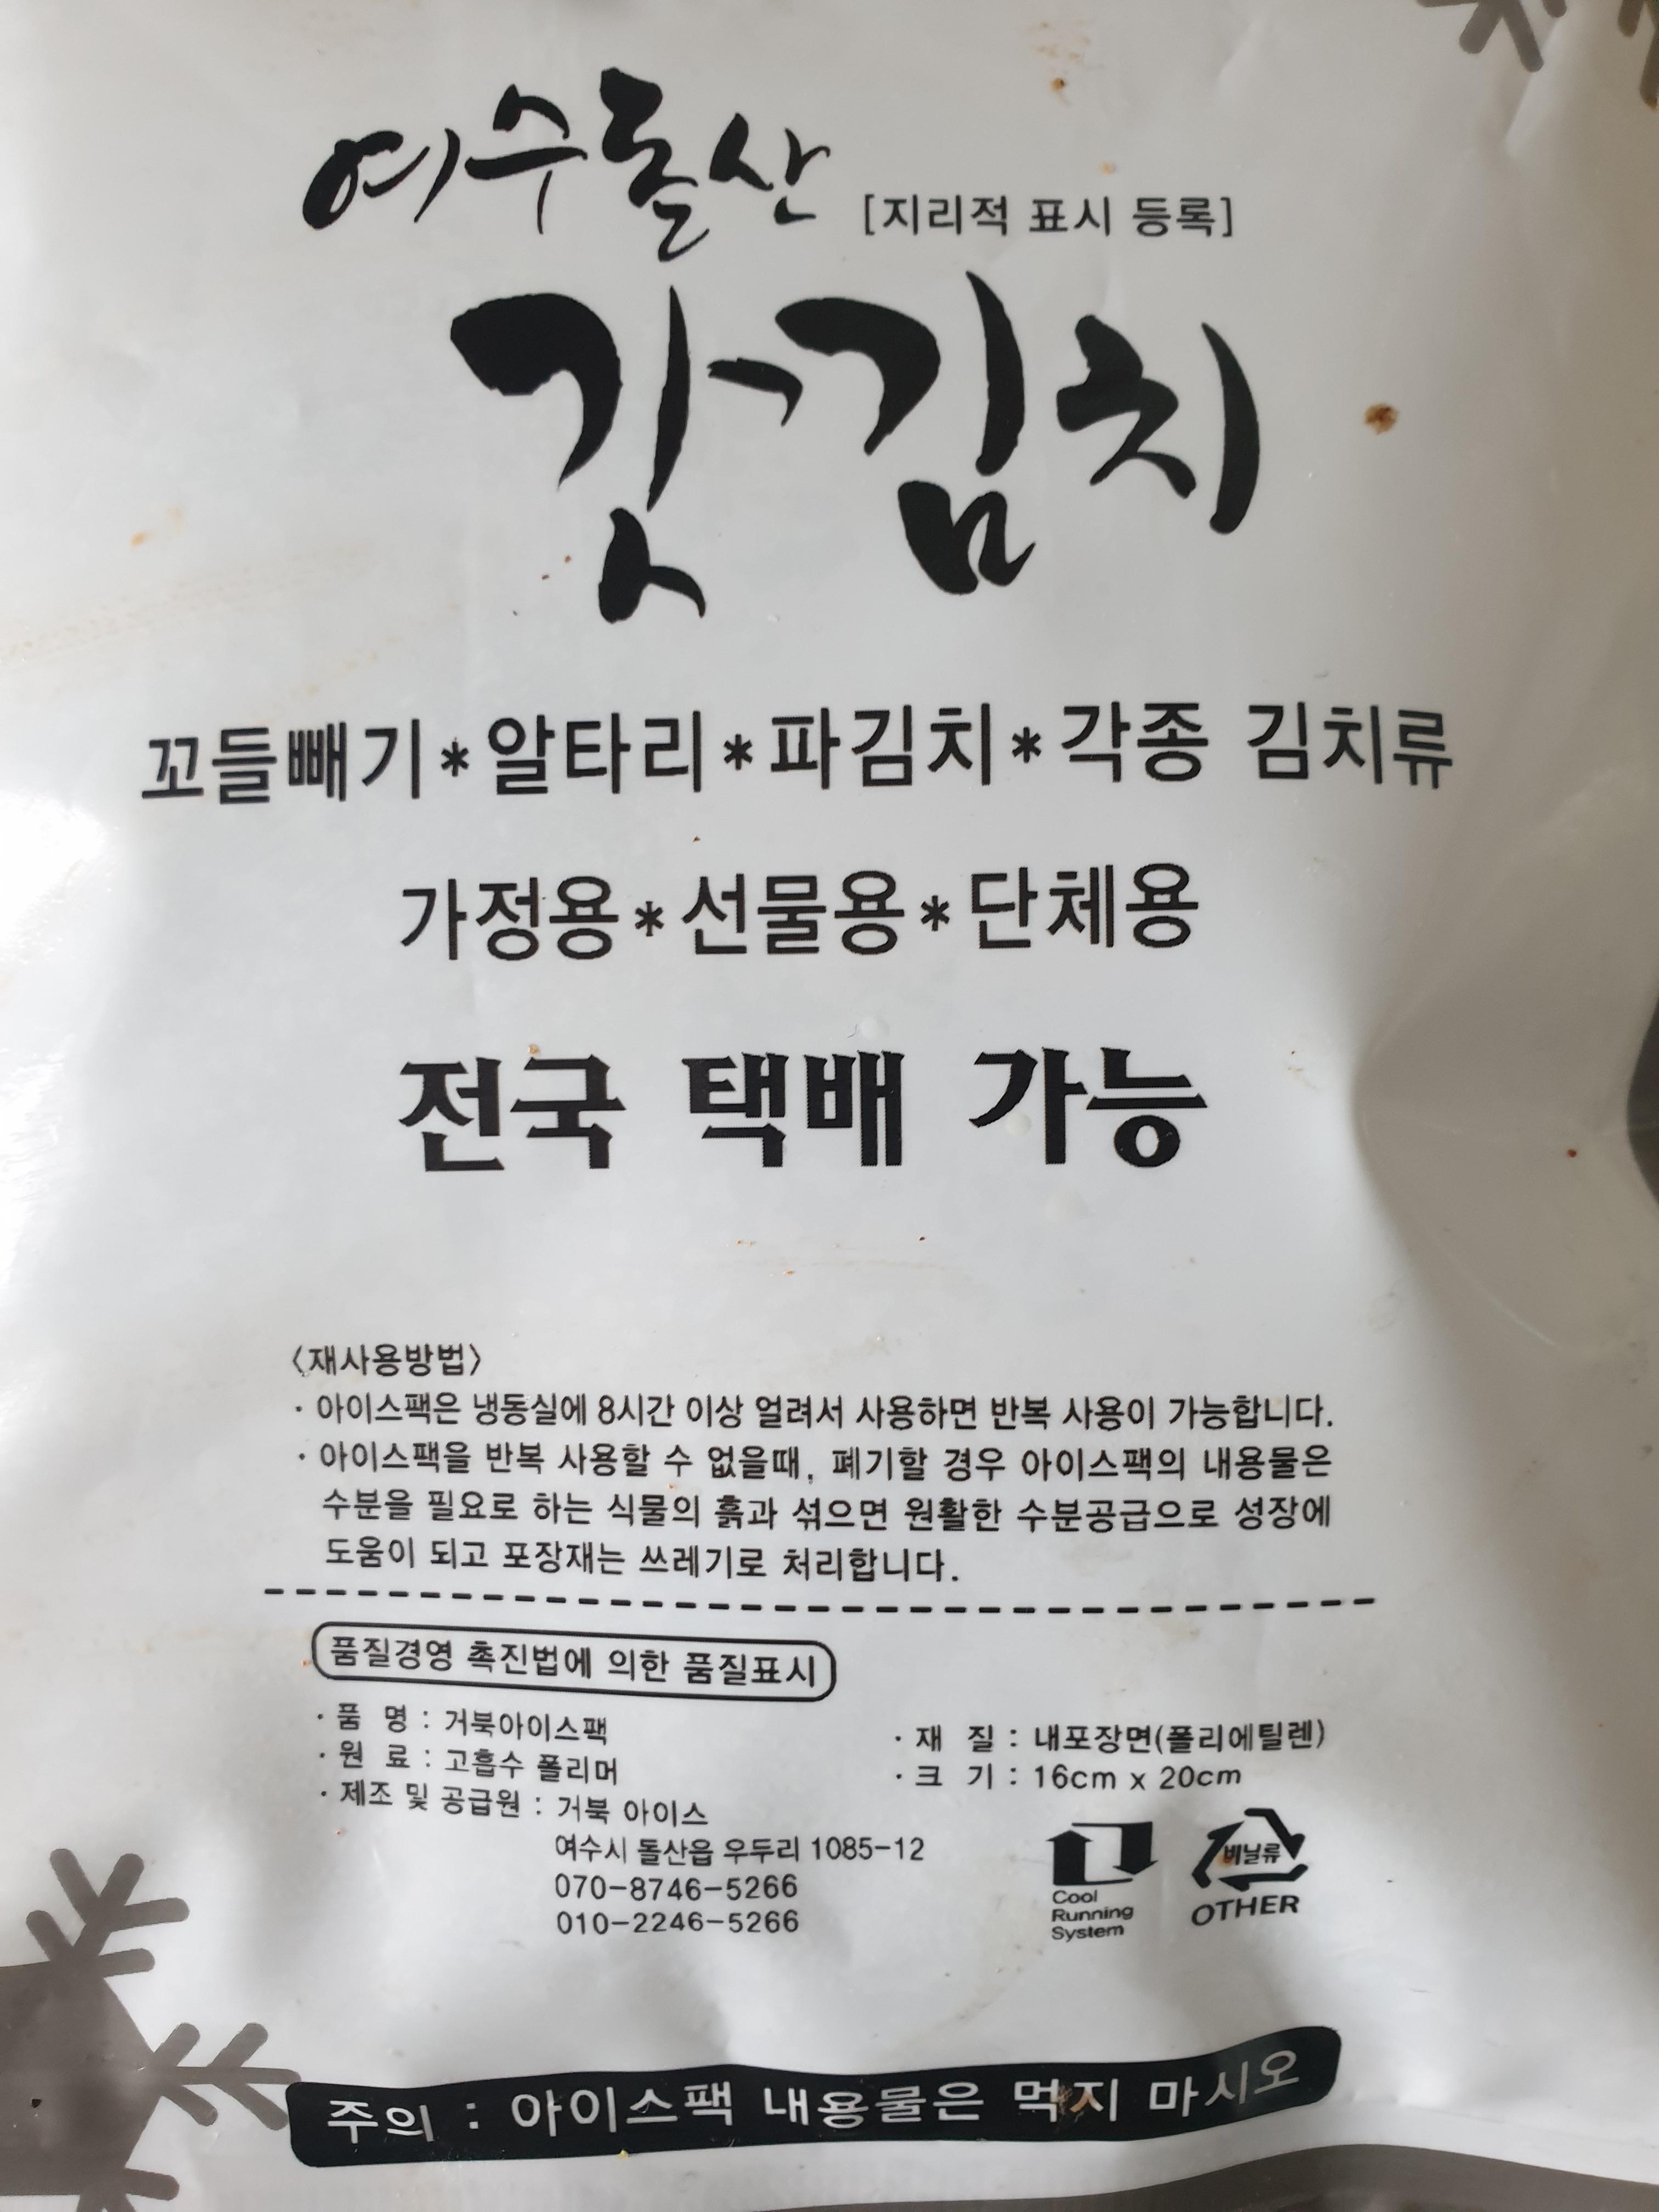 여수돌산 [지리적 표시 등록]
갓김치
꼬들빼기*알타리*파김치*각종 김치류
가정용*선물용*단체용
전국 택배 가능
〈재사용방법〉
· 아이스팩은 냉동실에 8시간 이상 얼려서 사용하면 반복 사용이 가능합니다.
· 아이스팩을 반복 사용할 수 없을때, 폐기할 경우 아이스팩의 내용물은
수분을 필요로 하는 식물의 흙과 섞으면 원활한 수분공급으로 성장에
도움이 되고 포장재는 쓰레기로 처리합니다.
품질경영 촉진법에 의한 품질표시
· 품 명 : 거북아이스팩
· 원 료 : 고흡수 폴리머
· 제조 및 공급원 : 거북 아이스
여수시 돌산읍 우두리 1085-12
070-8746-5266
010-2246-5266
· 재 질 : 내포장면(폴리에틸렌)
· 크 기 : 16cm x 20cm
Cool
Running
System
비닐류
OTHER
주의 : 아이스팩 내용물은 먹지 마시오